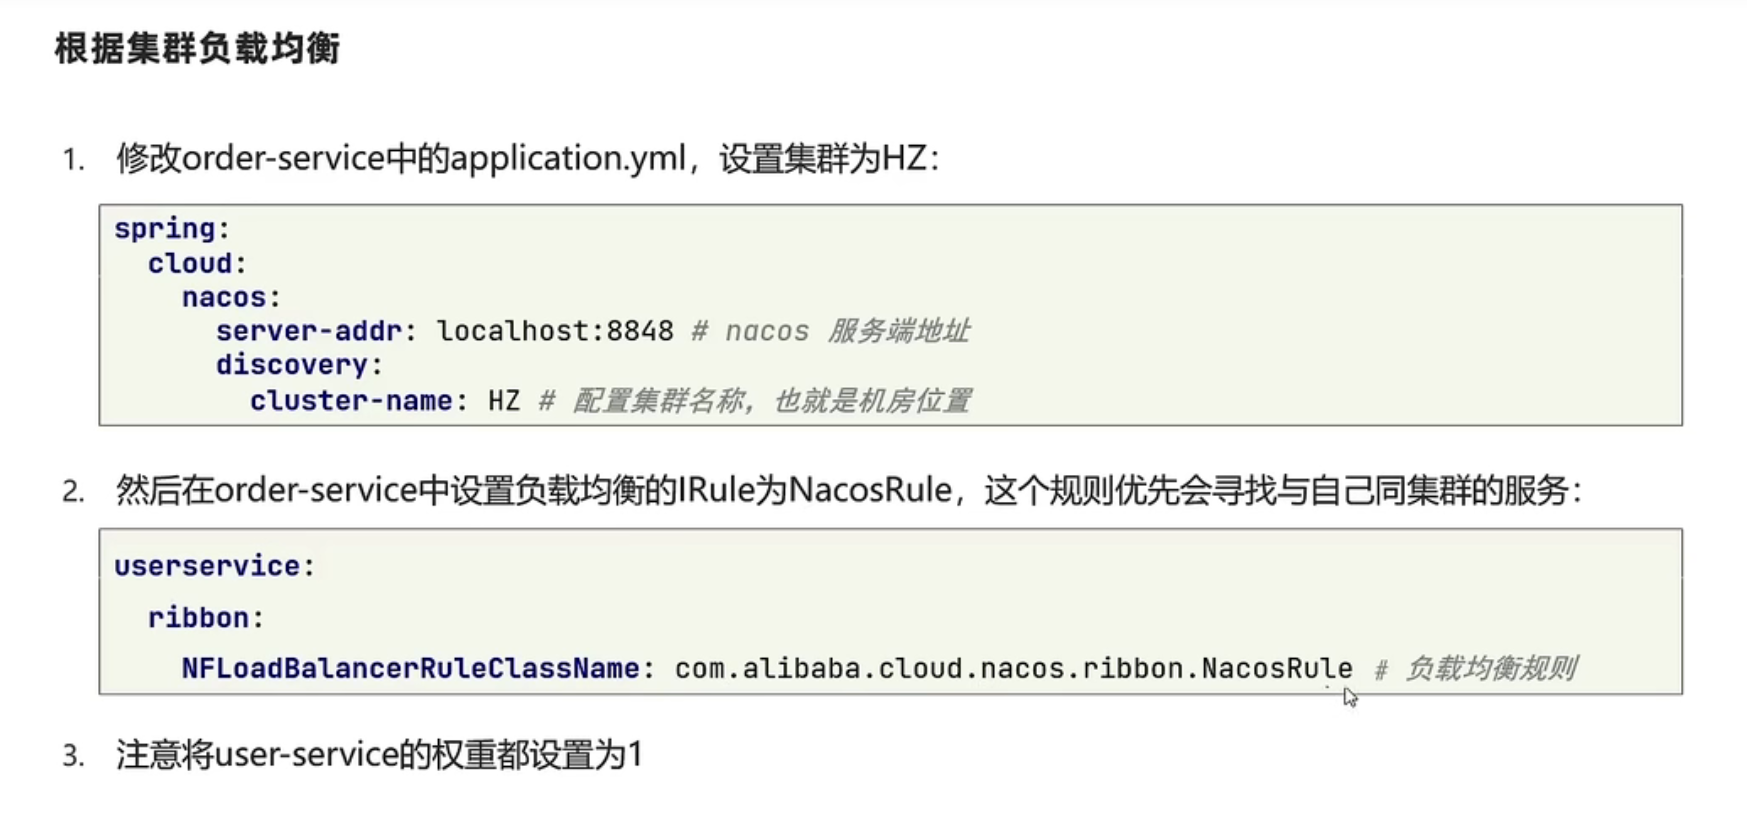 根据集群负载均衡
1. 修改order-service中的application.yml，设置集群为HZ：
spring:
  cloud:
    nacos:
      server-addr: localhost:8848 # nacos 服务端地址
      discovery:
        cluster-name: HZ # 配置集群名称，也就是机房位置
2. 然后在order-service中设置负载均衡的IRule为NacosRule，这个规则优先会寻找与自己同集群的服务：
userservice:
  ribbon:
    NFLoadBalancerRuleClassName: com.alibaba.cloud.nacos.ribbon.NacosRule # 负载均衡规则
3. 注意将user-service的权重都设置为1